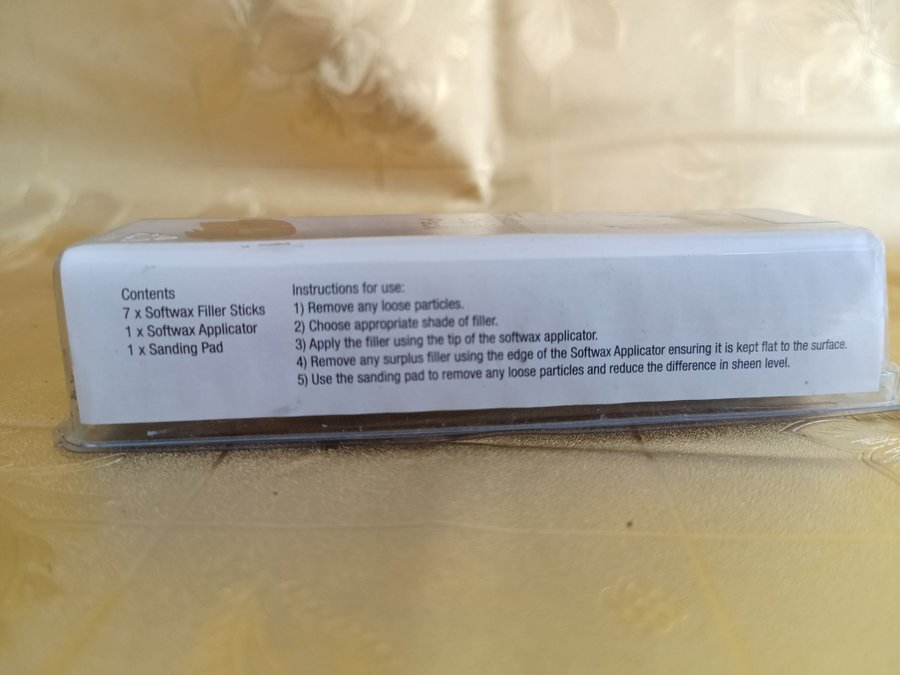 Contents
7 x Softwax Filler Sticks
1 x Softwax Applicator
1 x Sanding Pad
Instructions for use:
1) Remove any loose particles.
2) Choose appropriate shade of filler.
3) Apply the filler using the tip of the softwax applicator.
4) Remove any surplus filler using the edge of the Softwax Applicator ensuring it is kept flat to the surface.
5) Use the sanding pad to remove any loose particles and reduce the difference in sheen level.